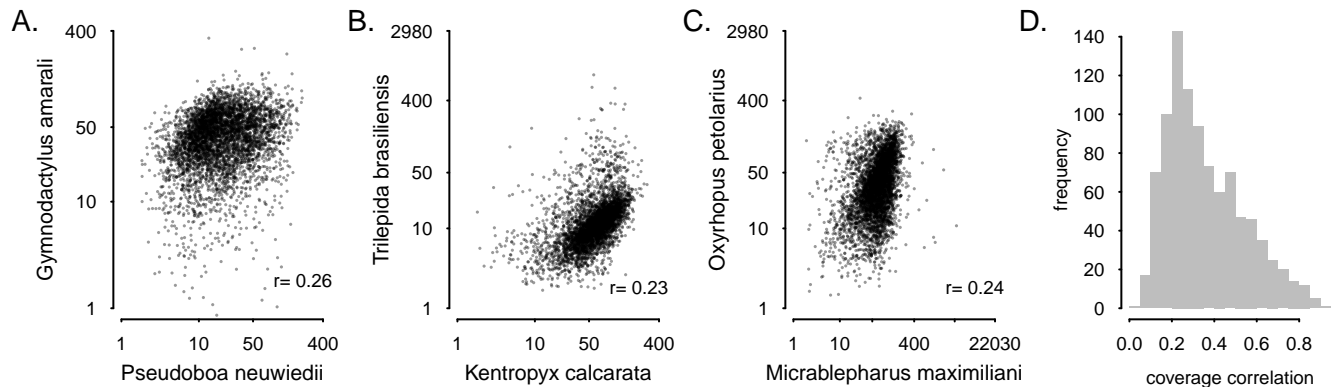 A.
400
50
10
1
Gymnodactylus amarali
r= 0.26
1 10 50 400
Pseudoboa neuwiedii
B.
2980
400
50
10
1
Trilepida brasiliensis
r= 0.23
1 10 50 400
Kentropyx calcarata
C.
2980
400
50
10
1
Oxyrhopus petolarius
r= 0.24
1 10 400 22030
Micrablepharus maximiliani
D.
140
120
100
80
60
40
20
0
frequency
0.0 0.2 0.4 0.6 0.8
coverage correlation